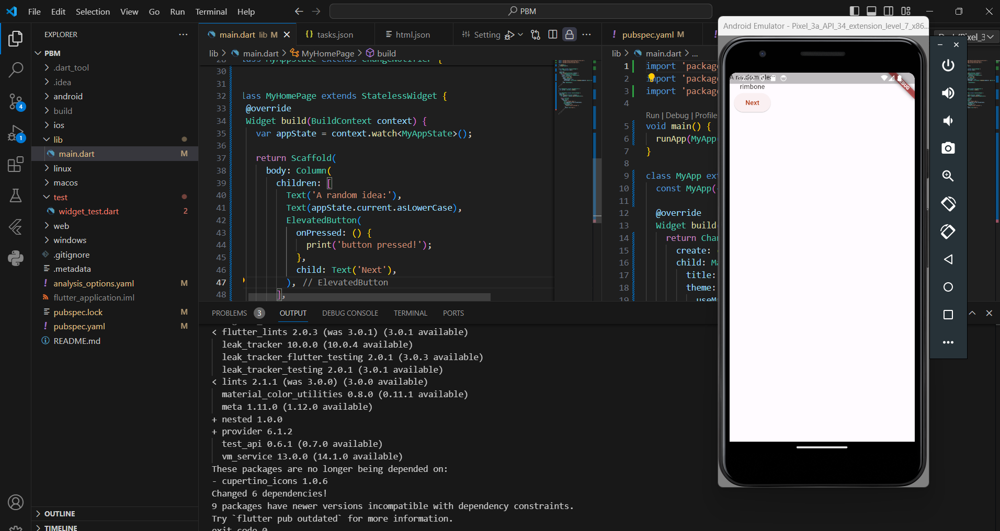 File Edit Selection View Go Run Terminal Help
PBM
EXPLORER
PBM
.dart_tool
.idea
android
build
ios
lib
main.dart M
linux
macos
test
widget_test.dart 2
web
windows
.gitignore
.metadata
analysis_options.yaml M
flutter_application.iml
pubspec.lock M
pubspec.yaml M
README.md
OUTLINE
TIMELINE
4
1
main.dart lib M
tasks.json
html.json
Setting
lib > main.dart > MyHomePage > build
30
31
32 lass MyHomePage extends StatelessWidget {
33 @override
34 Widget build(BuildContext context) {
35 var appState = context.watch<MyAppState>();
36
37 return Scaffold(
38 body: Column(
39 children: [
40 Text('A random idea:'),
41 Text(appState.current.asLowerCase),
42 ElevatedButton(
43 onPressed: () {
44 print('button pressed!');
45 },
46 child: Text('Next'),
47 ), // ElevatedButton
48 ],
pubspec.yaml M
lib > main.dart > ...
1 import 'packag
2 import 'packag
3 import 'packag
4
Run | Debug | Profile
5 void main() {
6 runApp(MyApp
7 }
8
9 class MyApp ext
10 const MyApp(
11
12 @override
13 Widget build
14 return Cha
15 create:
16 child: Ma
17 title:
18 theme:
19 useMa
PROBLEMS 3 OUTPUT DEBUG CONSOLE TERMINAL PORTS
< flutter_lints 2.0.3 (was 3.0.1) (3.0.1 available)
leak_tracker 10.0.0 (10.0.4 available)
leak_tracker_flutter_testing 2.0.1 (3.0.3 available)
leak_tracker_testing 2.0.1 (3.0.1 available)
< lints 2.1.1 (was 3.0.0) (3.0.0 available)
material_color_utilities 0.8.0 (0.11.1 available)
meta 1.11.0 (1.12.0 available)
+ nested 1.0.0
+ provider 6.1.2
test_api 0.6.1 (0.7.0 available)
vm_service 13.0.0 (14.1.0 available)
These packages are no longer being depended on:
- cupertino_icons 1.0.6
Changed 6 dependencies!
9 packages have newer versions incompatible with dependency constraints.
Try `flutter pub outdated` for more information.
exit code 0
Android Emulator - Pixel_3a_API_34_extension_level_7_x86...
A random idea:
rimbone
Next